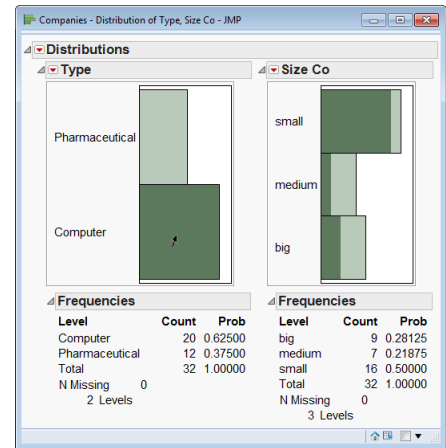 Companies - Distribution of Type, Size Co - JMP
Distributions
Type
Pharmaceutical
Computer
Frequencies
Level Count Prob
Computer 20 0.62500
Pharmaceutical 12 0.37500
Total 32 1.00000
N Missing 0
2 Levels
Size Co
small
medium
big
Frequencies
Level Count Prob
big 9 0.28125
medium 7 0.21875
small 16 0.50000
Total 32 1.00000
N Missing 0
3 Levels